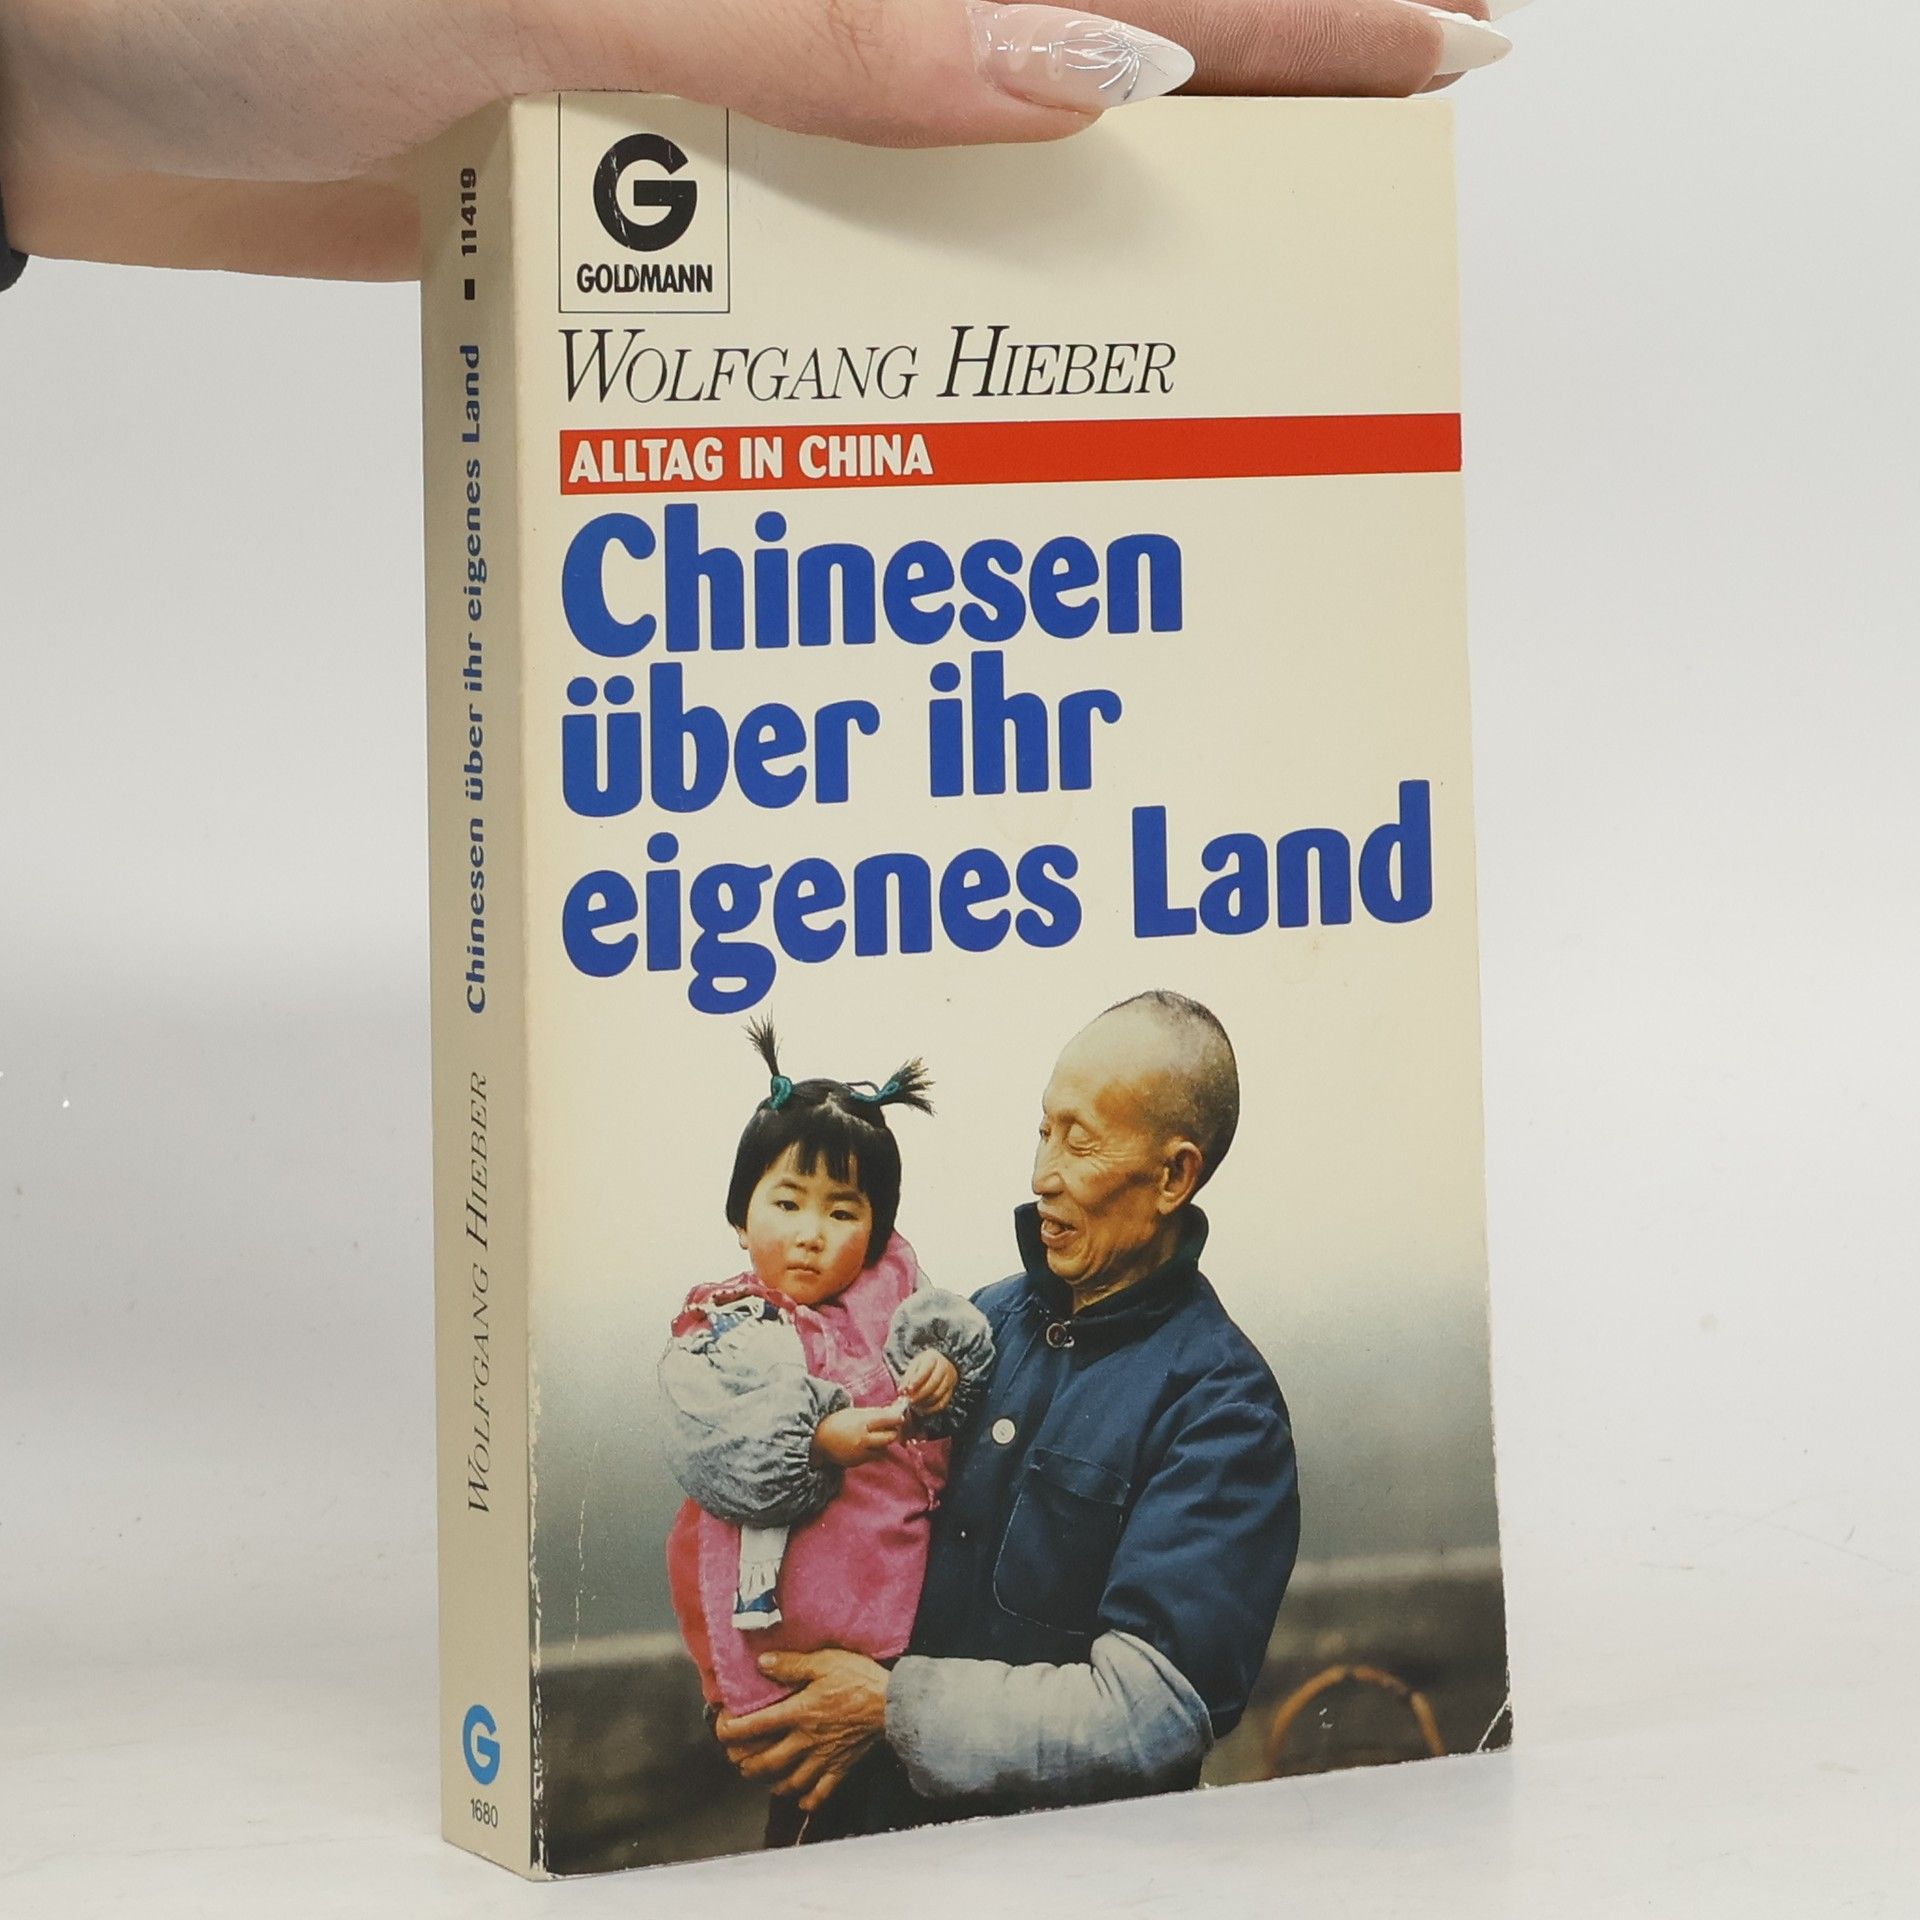 G
GOLDMANN
WOLFGANG HIEBER
ALLTAG IN CHINA
Chinesen
über ihr
eigenes Land
WOLFGANG HIEBER Chinesen über ihr eigenes Land ▪ 11419
G
1680